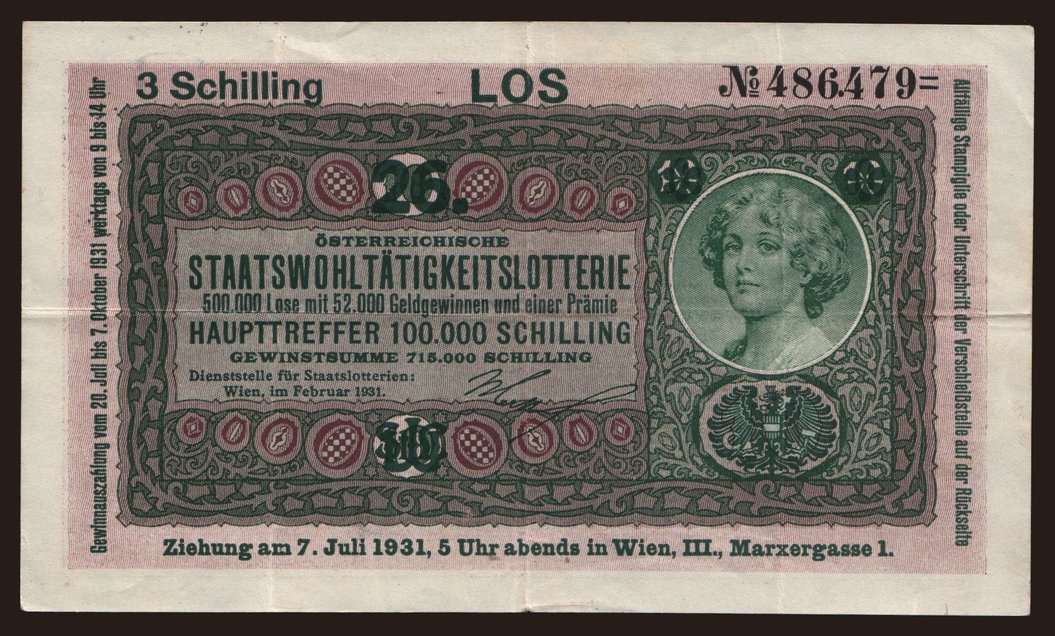 3 Schilling LOS № 486.479=
26.
ÖSTERREICHISCHE
STAATSWOHLTÄTIGKEITSLOTTERIE
500.000 Lose mit 52.000 Geldgewinnen und einer Prämie
HAUPTTREFFER 100.000 SCHILLING
GEWINSTSUMME 715.000 SCHILLING
Dienststelle für Staatslotterien:
Wien, im Februar 1931.
Ziehung am 7. Juli 1931, 5 Uhr abends in Wien, III., Marxergasse 1.
Gewinnauszahlung vom 20. Juli bis 7. Oktober 1931 werktags von 9 bis 14 Uhr
Allfällige Stampiglie oder Unterschrift der Verschleißstelle auf der Rückseite